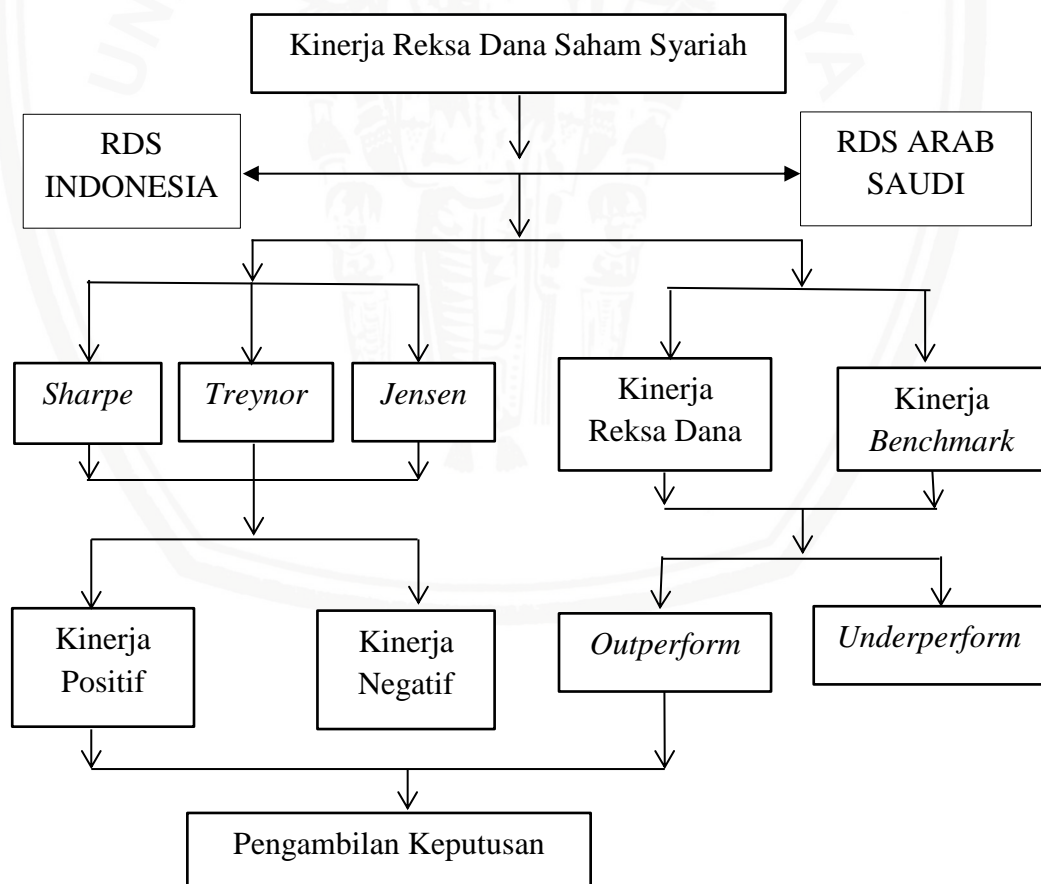 Kinerja Reksa Dana Saham Syariah
RDS
INDONESIA
RDS ARAB
SAUDI
Sharpe
Treynor
Jensen
Kinerja
Reksa Dana
Kinerja
Benchmark
Kinerja
Positif
Kinerja
Negatif
Outperform
Underperform
Pengambilan Keputusan